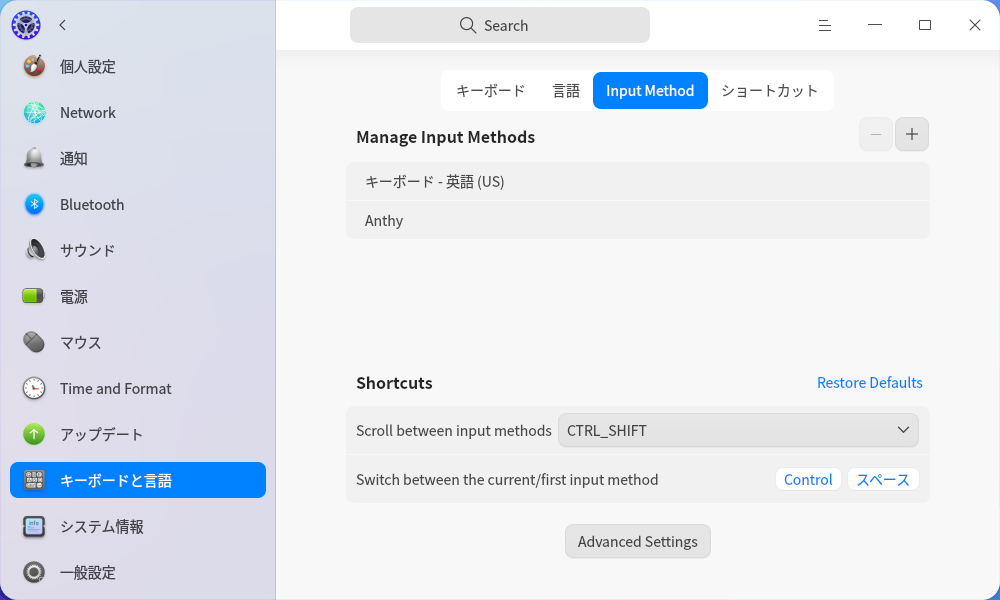 Search
個人設定
Network
通知
Bluetooth
サウンド
電源
マウス
Time and Format
アップデート
キーボードと言語
システム情報
一般設定
キーボード 言語 Input Method ショートカット
Manage Input Methods
キーボード - 英語 (US)
Anthy
Shortcuts Restore Defaults
Scroll between input methods CTRL_SHIFT
Switch between the current/first input method Control スペース
Advanced Settings